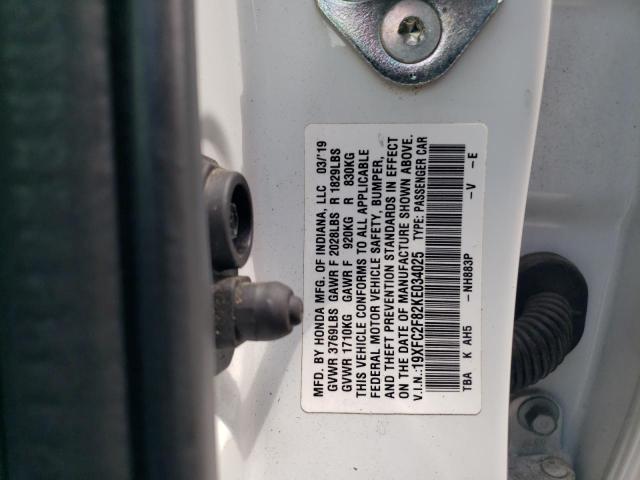 MFD. BY HONDA MFG. OF INDIANA, LLC 03/'19
GVWR 3769LBS GAWR F 2028LBS R 1829LBS
GVWR 1710KG GAWR F 920KG R 830KG
THIS VEHICLE CONFORMS TO ALL APPLICABLE
FEDERAL MOTOR VEHICLE SAFETY, BUMPER,
AND THEFT PREVENTION STANDARDS IN EFFECT
ON THE DATE OF MANUFACTURE SHOWN ABOVE.
V.I.N.:19XFC2F82KE034025 TYPE: PASSENGER CAR
TBA K AH5 -NH883P -V -E